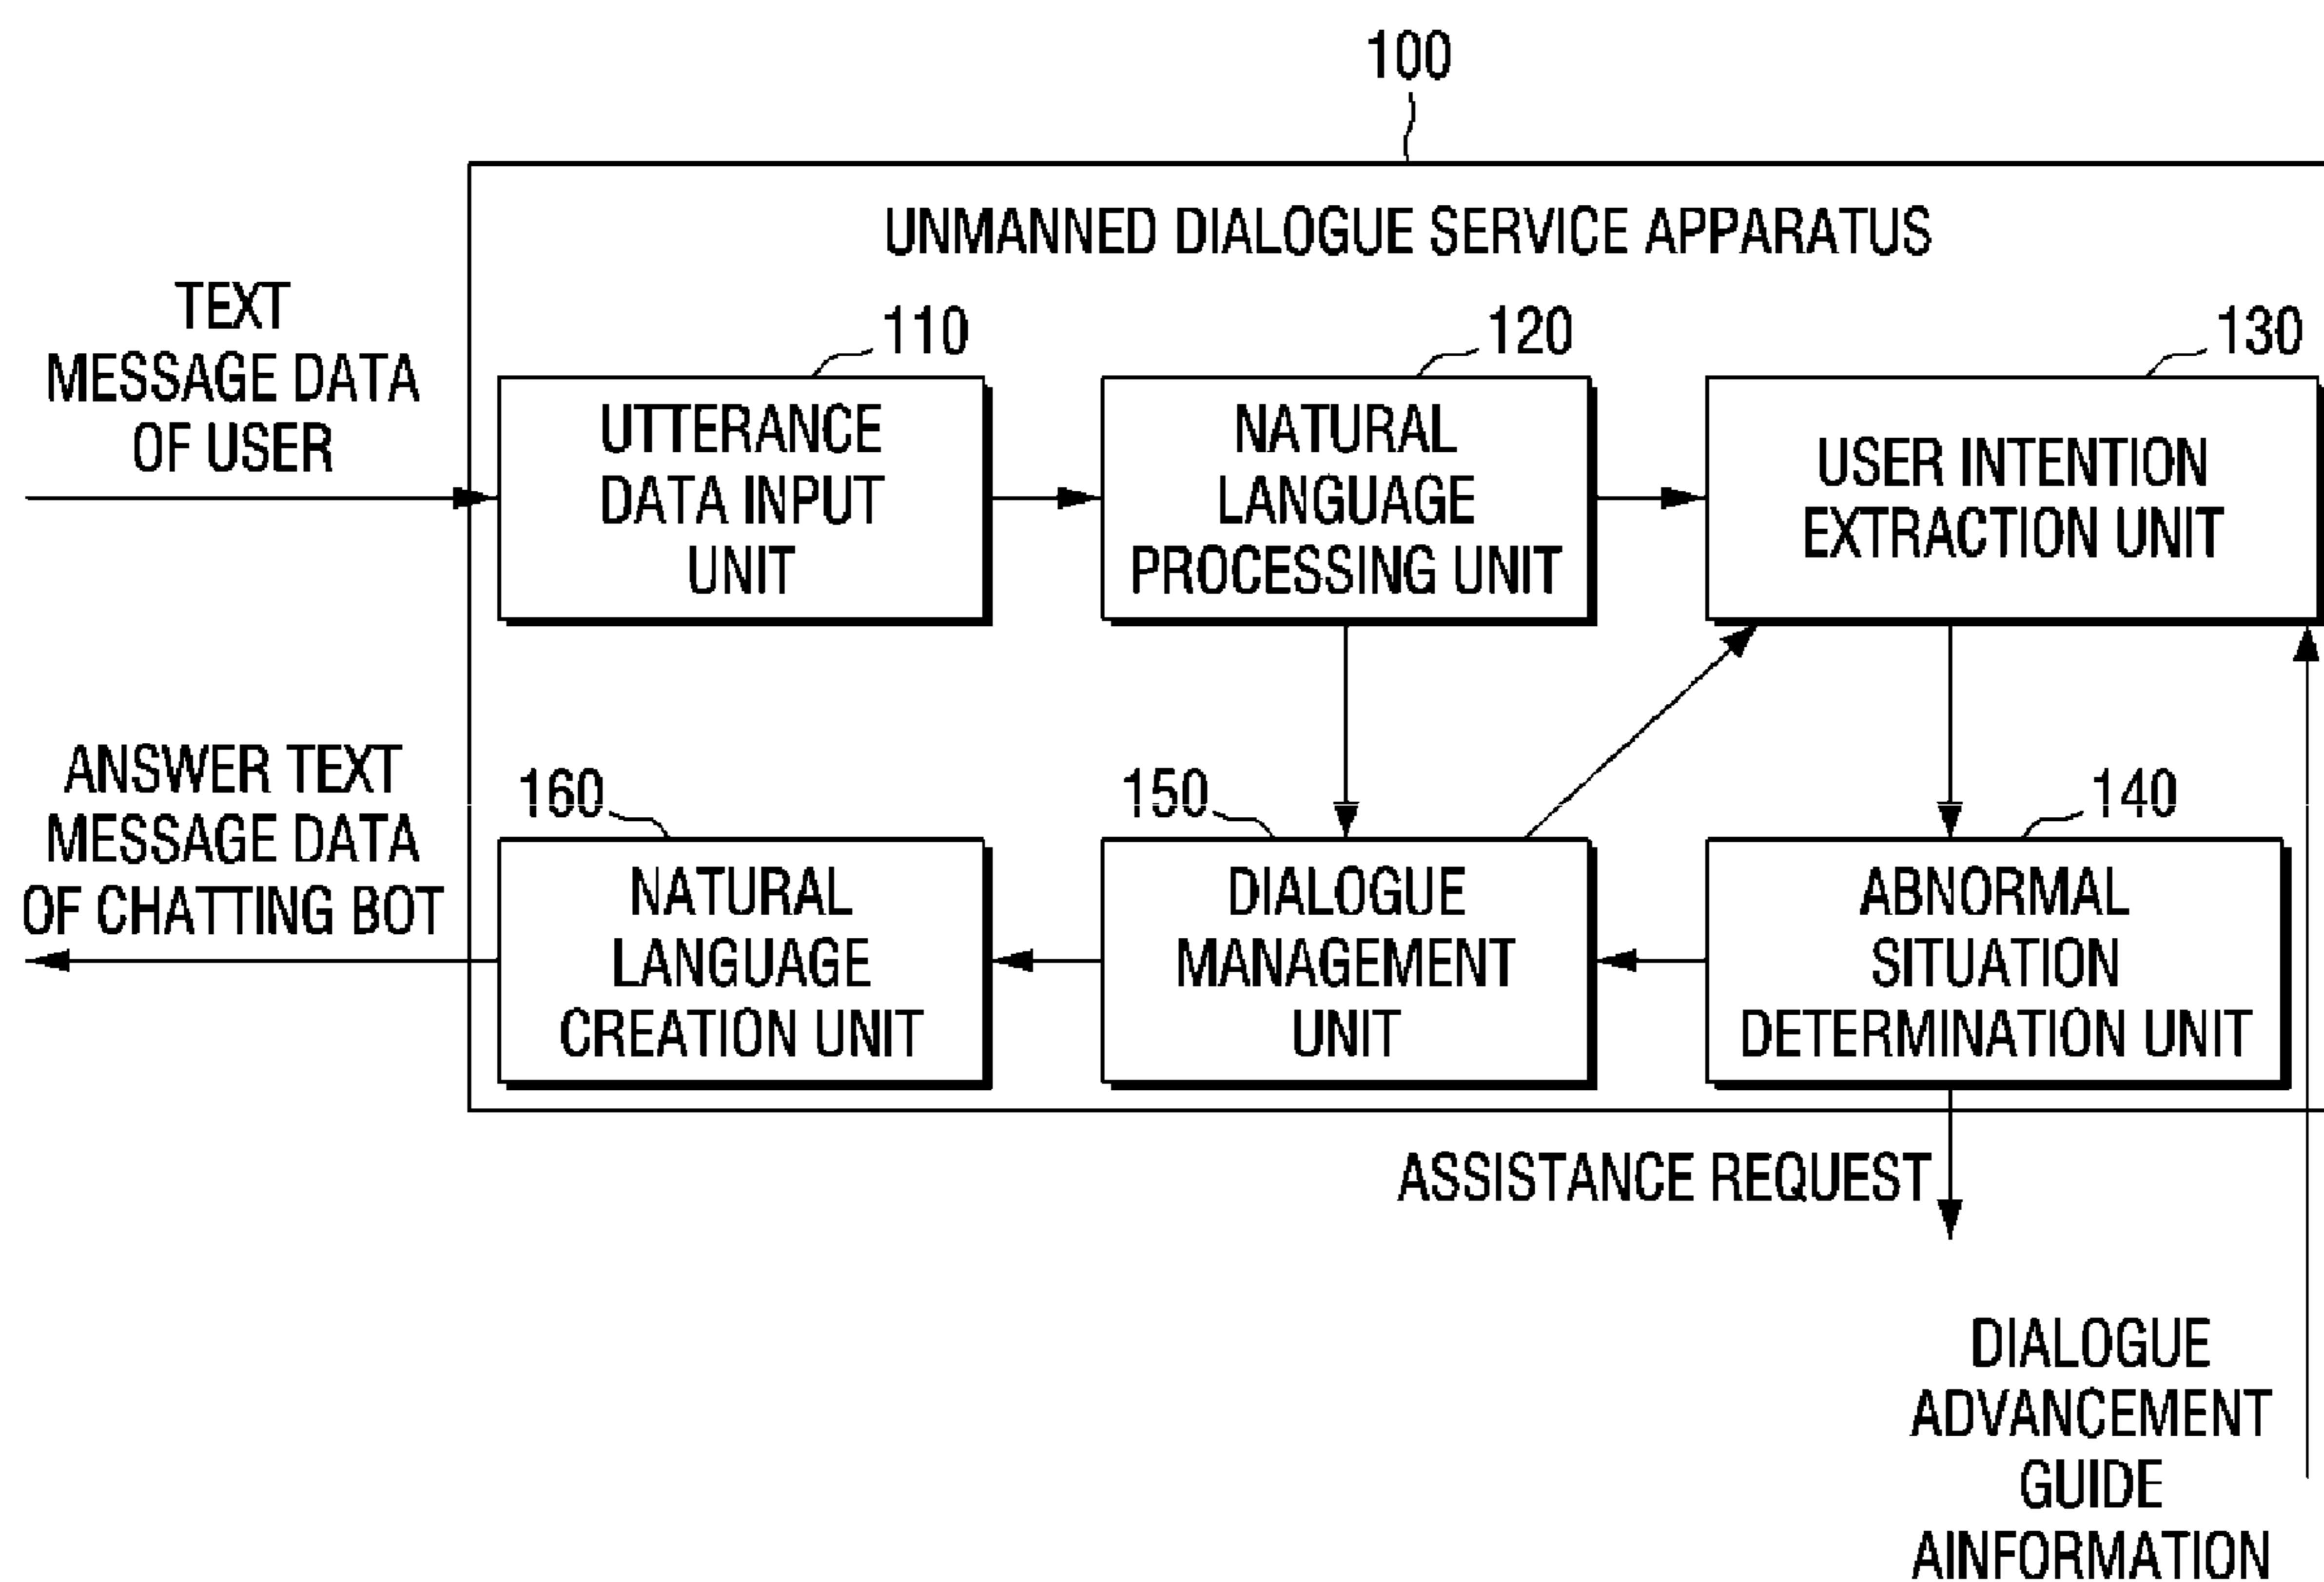 100
UNMANNED DIALOGUE SERVICE APPARATUS
TEXT
MESSAGE DATA
OF USER
110
UTTERANCE
DATA INPUT
UNIT
120
NATURAL
LANGUAGE
PROCESSING UNIT
130
USER INTENTION
EXTRACTION UNIT
ANSWER TEXT
MESSAGE DATA
OF CHATTING BOT
160
NATURAL
LANGUAGE
CREATION UNIT
150
DIALOGUE
MANAGEMENT
UNIT
140
ABNORMAL
SITUATION
DETERMINATION UNIT
ASSISTANCE REQUEST
DIALOGUE
ADVANCEMENT
GUIDE
AINFORMATION